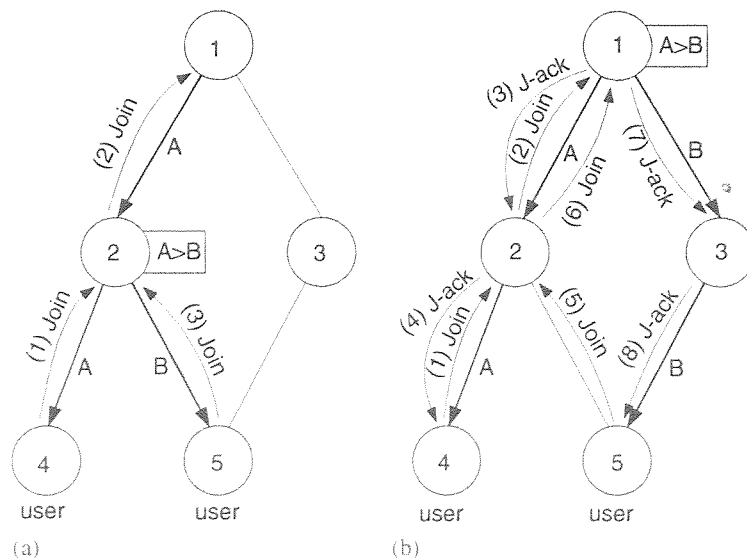 1
A>B
(2) Join
A
2
A>B
3
(1) Join
A
B
(3) Join
4
5
user
user
(a)
1
A>B
(3) J-ack
(2) Join
A
(6) Join
(7) J-ack
B
2
3
(4) J-ack
(1) Join
A
(5) Join
(8) J-ack
B
4
5
user
user
(b)